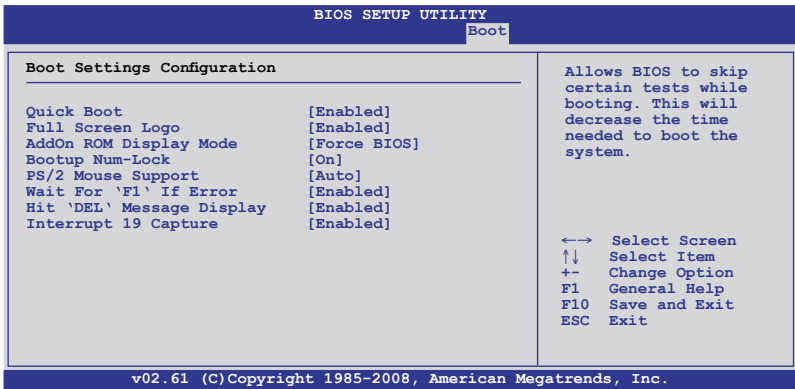 BIOS SETUP UTILITY
Boot
Boot Settings Configuration
Quick Boot [Enabled]
Full Screen Logo [Enabled]
AddOn ROM Display Mode [Force BIOS]
Bootup Num-Lock [On]
PS/2 Mouse Support [Auto]
Wait For ‛F1‛ If Error [Enabled]
Hit ‛DEL‛ Message Display [Enabled]
Interrupt 19 Capture [Enabled]
Allows BIOS to skip
certain tests while
booting. This will
decrease the time
needed to boot the
system.
←→ Select Screen
↑↓ Select Item
+- Change Option
F1 General Help
F10 Save and Exit
ESC Exit
v02.61 (C)Copyright 1985-2008, American Megatrends, Inc.